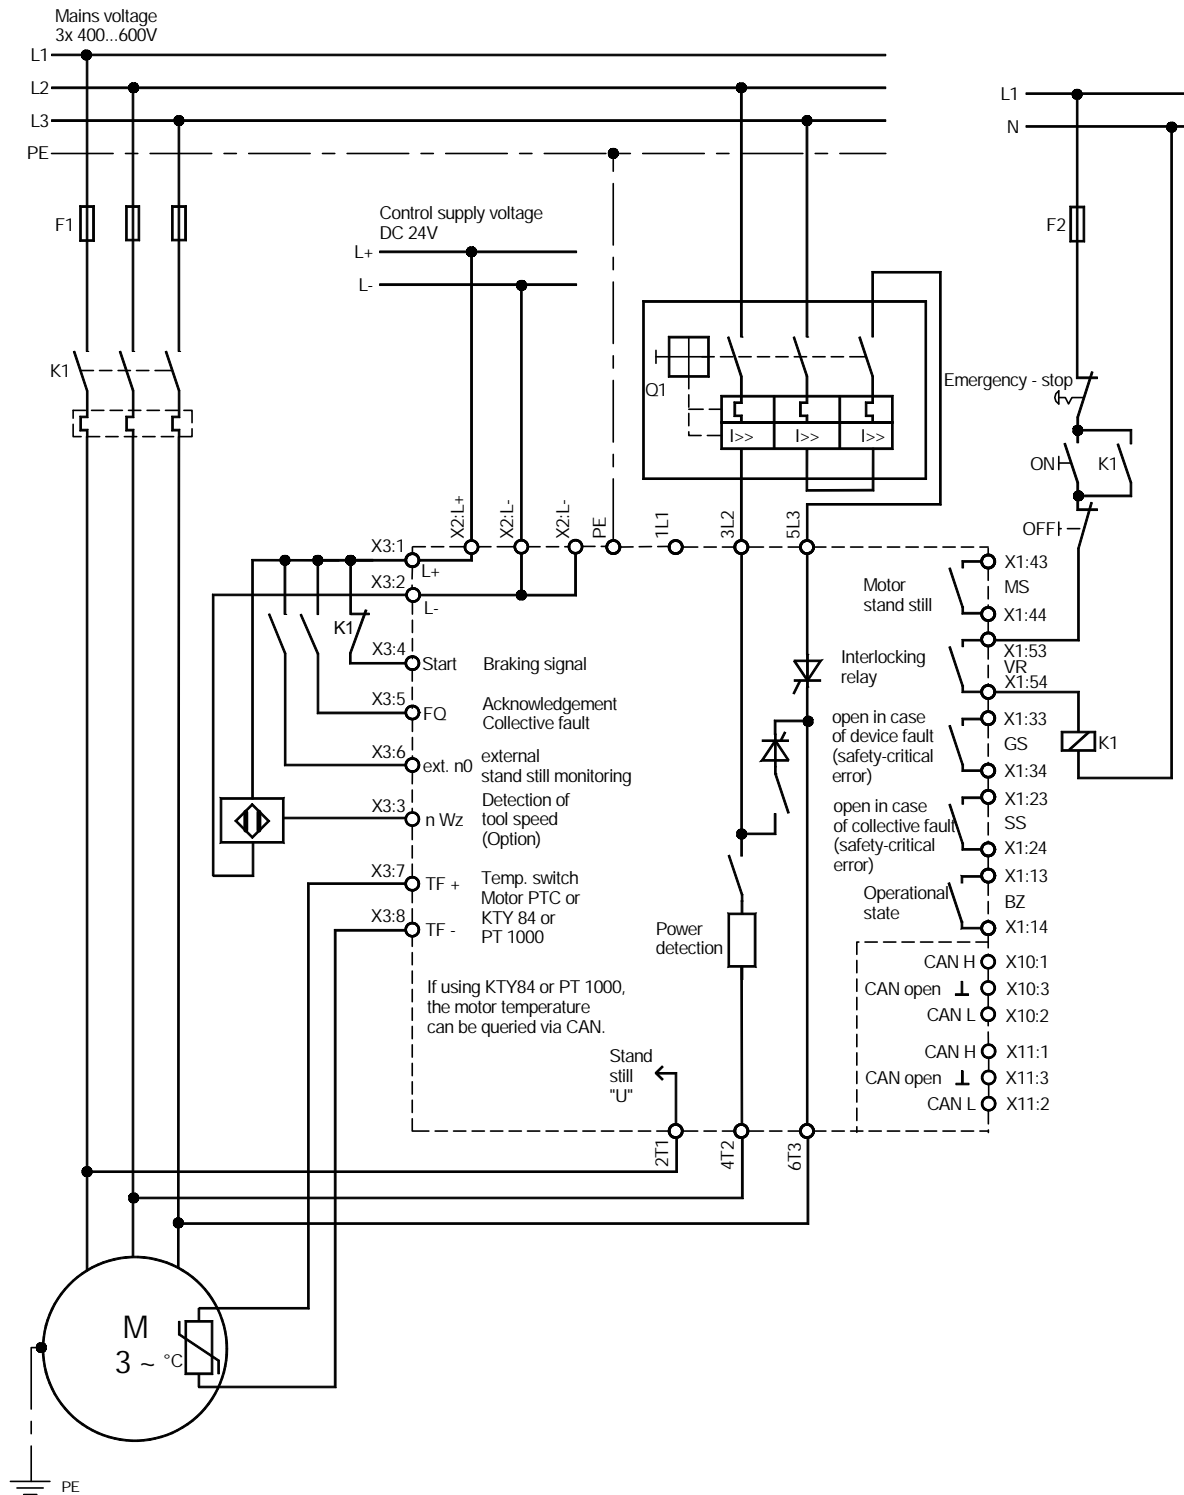 Mains voltage
3x 400...600V
L1
L2
L3
PE
L1
N
F1
Control supply voltage
DC 24V
L+
L-
F2
K1
Q1
I>>
I>>
I>>
Emergency - stop
ON
K1
OFF
X2:L+
X2:L-
X2:L-
PE
1L1
3L2
5L3
X3:1
L+
X3:2
L-
K1
X3:4
Start
Braking signal
X3:5
FQ
Acknowledgement
Collective fault
X3:6
ext. n0
external
stand still monitoring
X3:3
n Wz
Detection of
tool speed
(Option)
X3:7
TF +
Temp. switch
Motor PTC or
KTY 84 or
PT 1000
X3:8
TF -
If using KTY84 or PT 1000,
the motor temperature
can be queried via CAN.
Stand
still
"U"
Power
detection
Motor
stand still
X1:43
MS
X1:44
Interlocking
relay
X1:53
VR
X1:54
open in case
of device fault
(safety-critical
error)
X1:33
GS
X1:34
K1
open in case
of collective fault
(safety-critical
error)
X1:23
SS
X1:24
Operational
state
X1:13
BZ
X1:14
CAN H
X10:1
CAN open
X10:3
CAN L
X10:2
CAN H
X11:1
CAN open
X11:3
CAN L
X11:2
2T1
4T2
6T3
M
3 ~
°C
PE